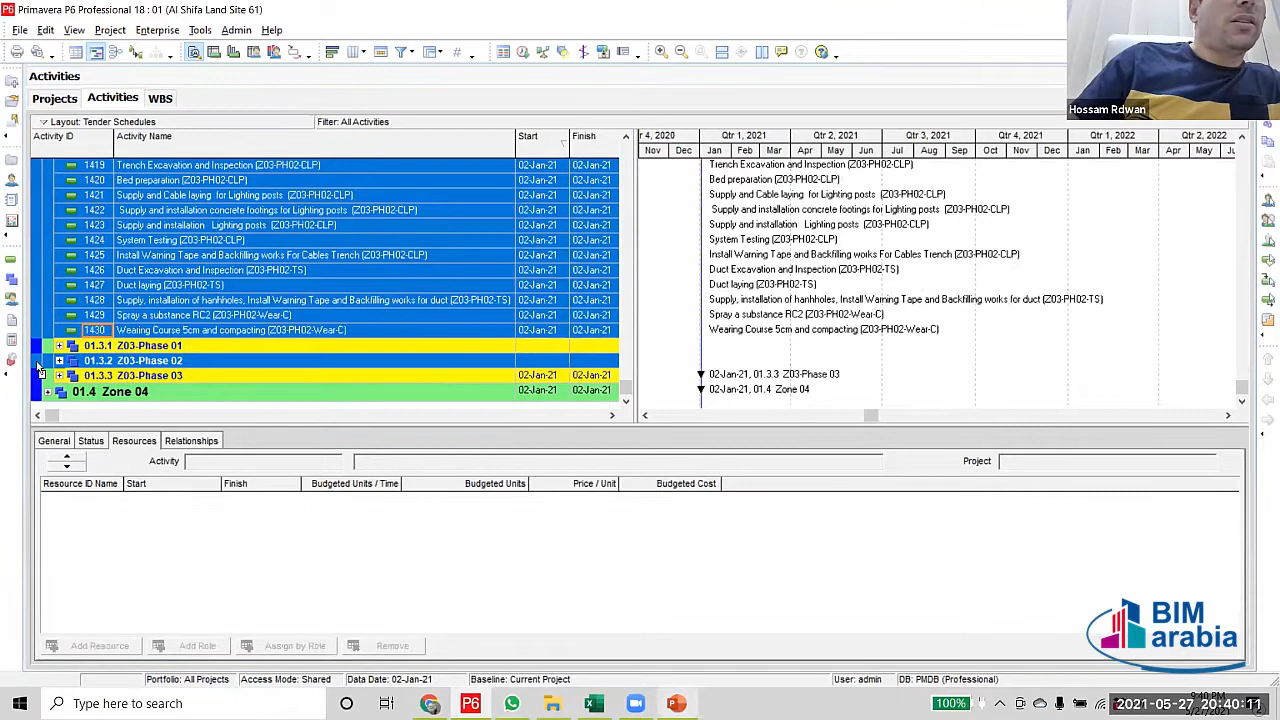 Primavera P6 Professional 18 : 01 (Al Shifa Land Site 61)
File Edit View Project Enterprise Tools Admin Help
Hossam Rdwan
Activities
Projects Activities WBS
Layout: Tender Schedules Filter: All Activities
Activity ID Activity Name Start Finish
r 4, 2020 Qtr 1, 2021 Qtr 2, 2021 Qtr 3, 2021 Qtr 4, 2021 Qtr 1, 2022 Qtr 2, 2022
Nov Dec Jan Feb Mar Apr May Jun Jul Aug Sep Oct Nov Dec Jan Feb Mar Apr May
1419 Trench Excavation and Inspection (Z03-PH02-CLP) 02-Jan-21 02-Jan-21 Trench Excavation and Inspection (Z03-PH02-CLP)
1420 Bed preparation (Z03-PH02-CLP) 02-Jan-21 02-Jan-21 Bed preparation (Z03-PH02-CLP)
1421 Supply and Cable laying for Lighting posts (Z03-PH02-CLP) 02-Jan-21 02-Jan-21 Supply and Cable laying for Lighting posts (Z03-PH02-CLP)
1422 Supply and installation concrete footings for Lighting posts (Z03-PH02-CLP) 02-Jan-21 02-Jan-21 Supply and installation concrete footings for Lighting posts (Z03-PH02-CLP)
1423 Supply and installation Lighting posts (Z03-PH02-CLP) 02-Jan-21 02-Jan-21 Supply and installation Lighting posts (Z03-PH02-CLP)
1424 System Testing (Z03-PH02-CLP) 02-Jan-21 02-Jan-21 System Testing (Z03-PH02-CLP)
1425 Install Warning Tape and Backfilling works For Cables Trench (Z03-PH02-CLP) 02-Jan-21 02-Jan-21 Install Warning Tape and Backfilling works For Cables Trench (Z03-PH02-CLP)
1426 Duct Excavation and Inspection (Z03-PH02-TS) 02-Jan-21 02-Jan-21 Duct Excavation and Inspection (Z03-PH02-TS)
1427 Duct laying (Z03-PH02-TS) 02-Jan-21 02-Jan-21 Duct laying (Z03-PH02-TS)
1428 Supply, installation of hanhholes, Install Warning Tape and Backfilling works for duct (Z03-PH02-TS) 02-Jan-21 02-Jan-21 Supply, installation of hanhholes, Install Warning Tape and Backfilling works for duct (Z03-PH02-TS)
1429 Spray a substance RC2 (Z03-PH02-Wear-C) 02-Jan-21 02-Jan-21 Spray a substance RC2 (Z03-PH02-Wear-C)
1430 Wearing Course 5cm and compacting (Z03-PH02-Wear-C) 02-Jan-21 02-Jan-21 Wearing Course 5cm and compacting (Z03-PH02-Wear-C)
01.3.1 Z03-Phase 01
01.3.2 Z03-Phase 02
01.3.3 Z03-Phase 03 02-Jan-21 02-Jan-21 02-Jan-21, 01.3.3 Z03-Phase 03
01.4 Zone 04 02-Jan-21 02-Jan-21 02-Jan-21, 01.4 Zone 04
General Status Resources Relationships
Activity Project
Resource ID Name Start Finish Budgeted Units / Time Budgeted Units Price / Unit Budgeted Cost
BIM
arabia
Add Resource Add Role Assign by Role Remove
Portfolio: All Projects Access Mode: Shared Data Date: 02-Jan-21 Baseline: Current Project User: admin DB: PMDB (Professional)
Type here to search 100% 2021-05-27 20:40:11